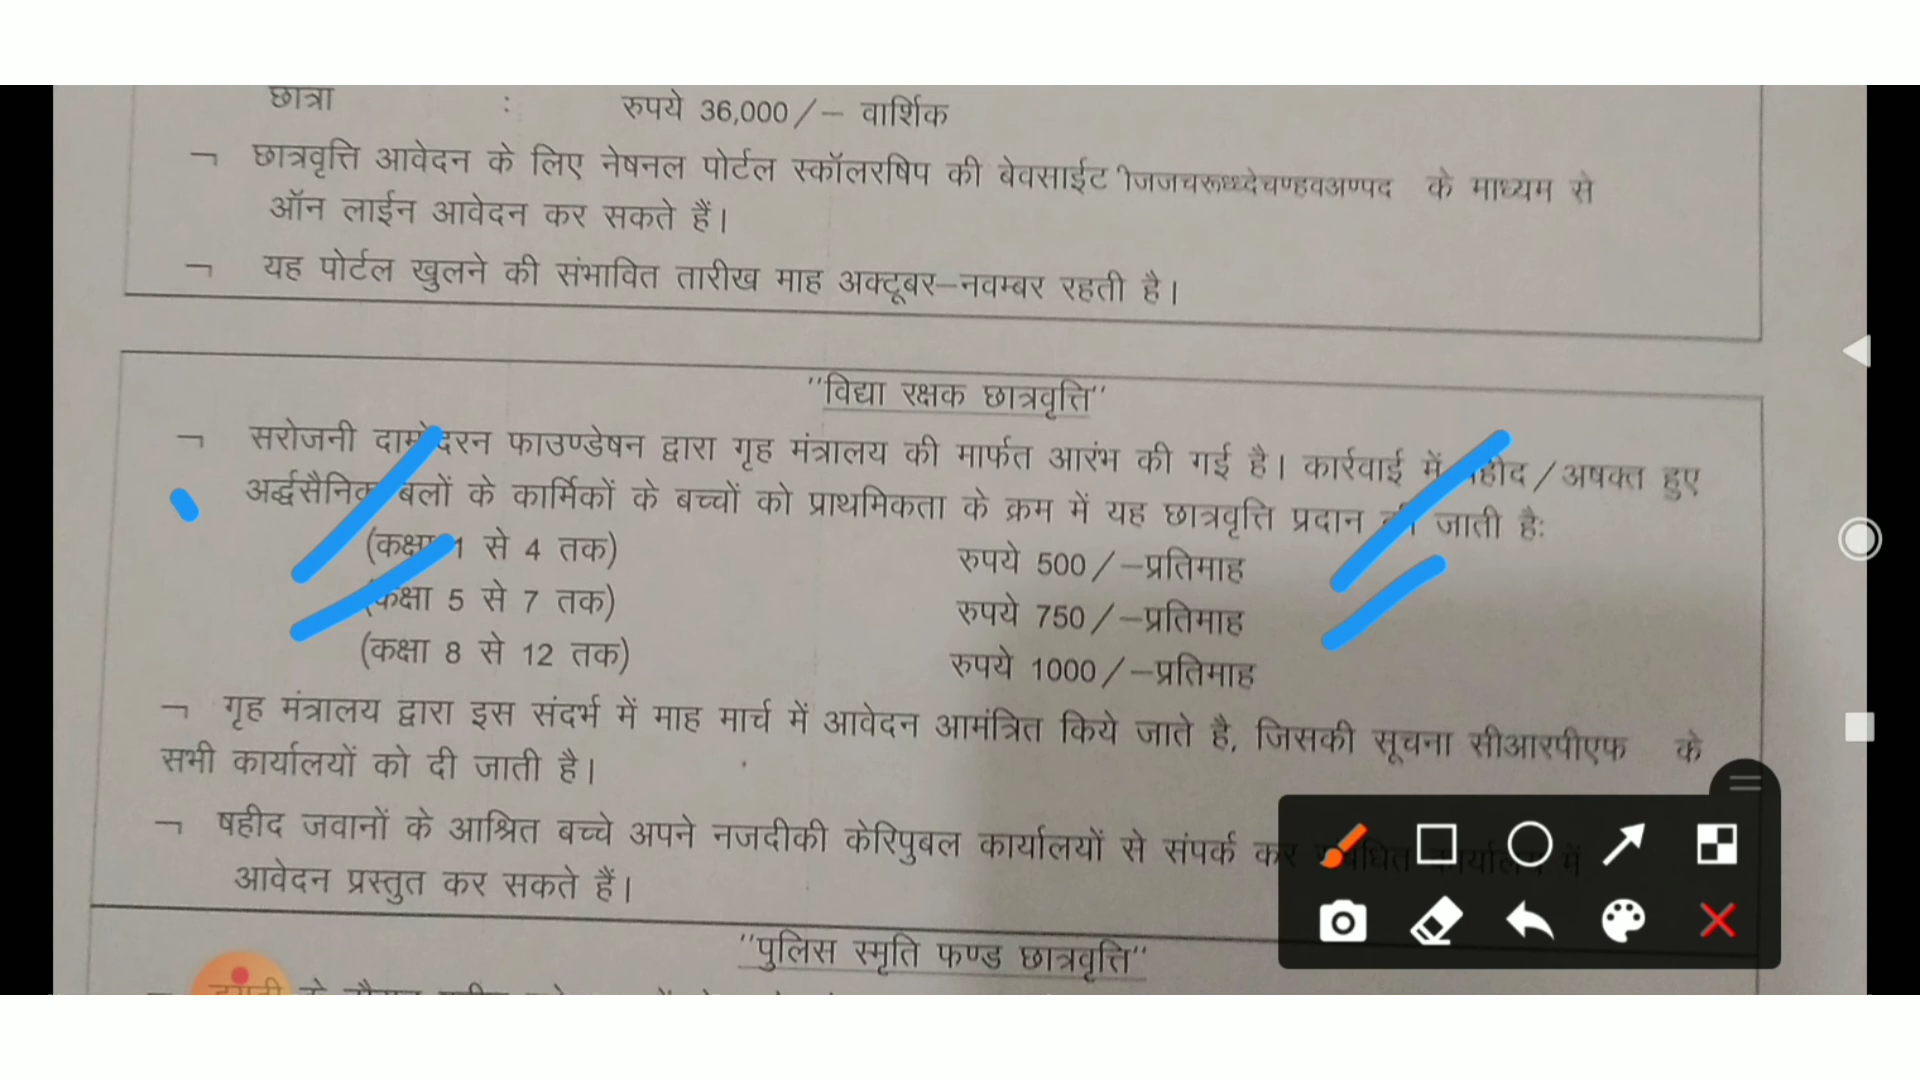 छात्रा : रुपये 36,000/– वार्शिक
¬ छात्रवृत्ति आवेदन के लिए नेषनल पोर्टल स्कॉलरषिप की बेवसाईट के माध्यम से
ऑन लाईन आवेदन कर सकते हैं।
¬ यह पोर्टल खुलने की संभावित तारीख माह अक्टूबर–नवम्बर रहती है।
"विद्या रक्षक छात्रवृत्ति"
¬ सरोजनी दामोदरन फाउण्डेषन द्वारा गृह मंत्रालय की मार्फत आरंभ की गई है। कार्रवाई में षहीद/अषक्त हुए
अर्द्धसैनिक बलों के कार्मिकों के बच्चों को प्राथमिकता के क्रम में यह छात्रवृत्ति प्रदान की जाती है:
(कक्षा 1 से 4 तक) रुपये 500/–प्रतिमाह
(कक्षा 5 से 7 तक) रुपये 750/–प्रतिमाह
(कक्षा 8 से 12 तक) रुपये 1000/–प्रतिमाह
¬ गृह मंत्रालय द्वारा इस संदर्भ में माह मार्च में आवेदन आमंत्रित किये जाते है, जिसकी सूचना सीआरपीएफ के
सभी कार्यालयों को दी जाती है।
¬ षहीद जवानों के आश्रित बच्चे अपने नजदीकी केरिपुबल कार्यालयों से संपर्क कर संबंधित कार्यालय में
आवेदन प्रस्तुत कर सकते हैं।
"पुलिस स्मृति फण्ड छात्रवृत्ति"